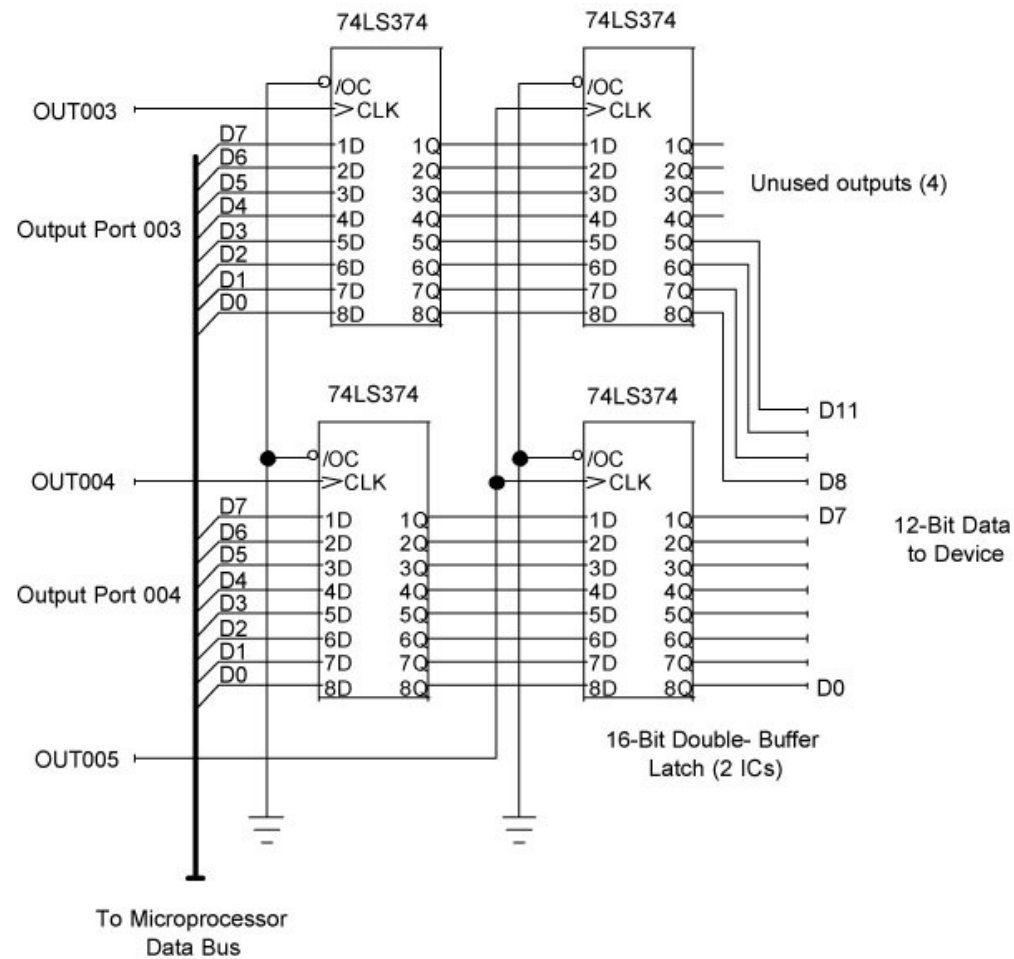 74LS374
74LS374
/OC
/OC
OUT003
CLK
CLK
D7
1D
1Q
1D
1Q
D6
2D
2Q
2D
2Q
Unused outputs (4)
D5
3D
3Q
3D
3Q
D4
4D
4Q
4D
4Q
Output Port 003
D3
5D
5Q
5D
5Q
D2
6D
6Q
6D
6Q
D1
7D
7Q
7D
7Q
D0
8D
8Q
8D
8Q
74LS374
74LS374
D11
/OC
/OC
OUT004
CLK
CLK
D8
D7
1D
1Q
1D
1Q
D7
D6
2D
2Q
2D
2Q
12-Bit Data
to Device
D5
3D
3Q
3D
3Q
D4
4D
4Q
4D
4Q
Output Port 004
D3
5D
5Q
5D
5Q
D2
6D
6Q
6D
6Q
D1
7D
7Q
7D
7Q
D0
8D
8Q
8D
8Q
D0
16-Bit Double- Buffer
Latch (2 ICs)
OUT005
To Microprocessor
Data Bus